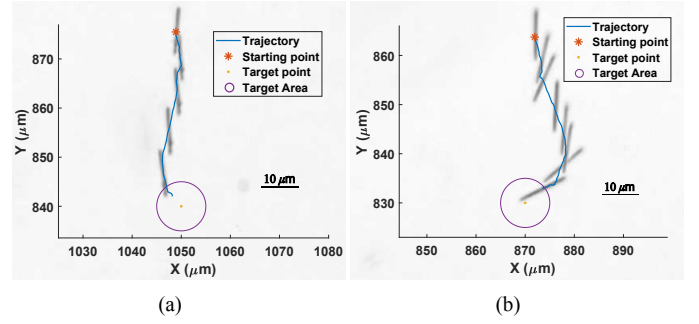 870
860
850
840
Y (μm)
1030 1040 1050 1060 1070 1080
X (μm)
Trajectory
Starting point
Target point
Target Area
10 μm
(a)
860
850
840
830
Y (μm)
850 860 870 880 890
X (μm)
Trajectory
Starting point
Target point
Target Area
10 μm
(b)